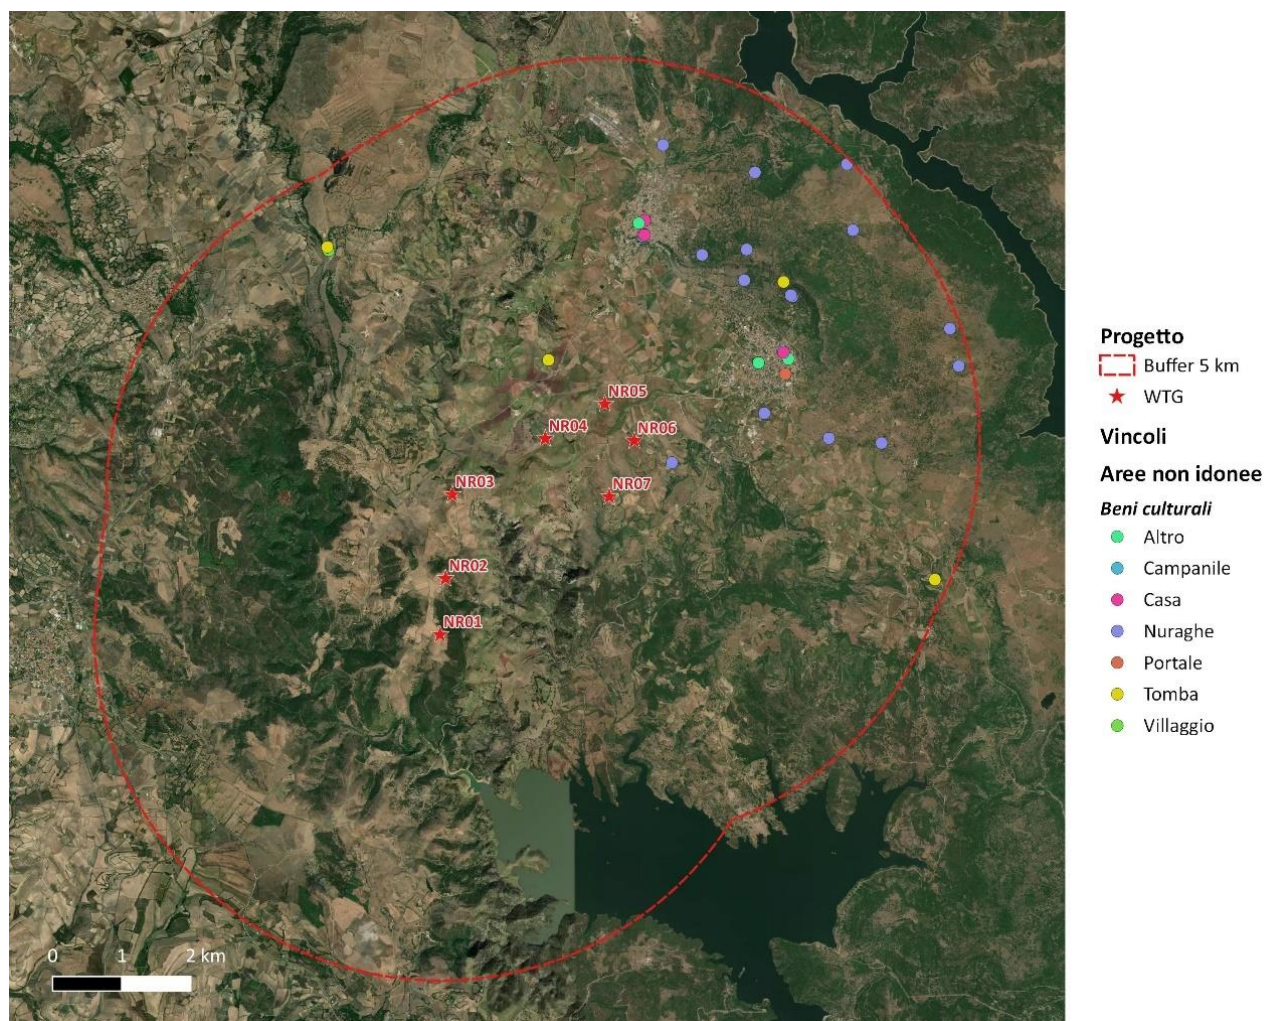 NR05
NR04
NR06
NR03
NR07
NR02
NR01
0 1 2 km
Progetto
Buffer 5 km
WTG
Vincoli
Aree non idonee
Beni culturali
Altro
Campanile
Casa
Nuraghe
Portale
Tomba
Villaggio